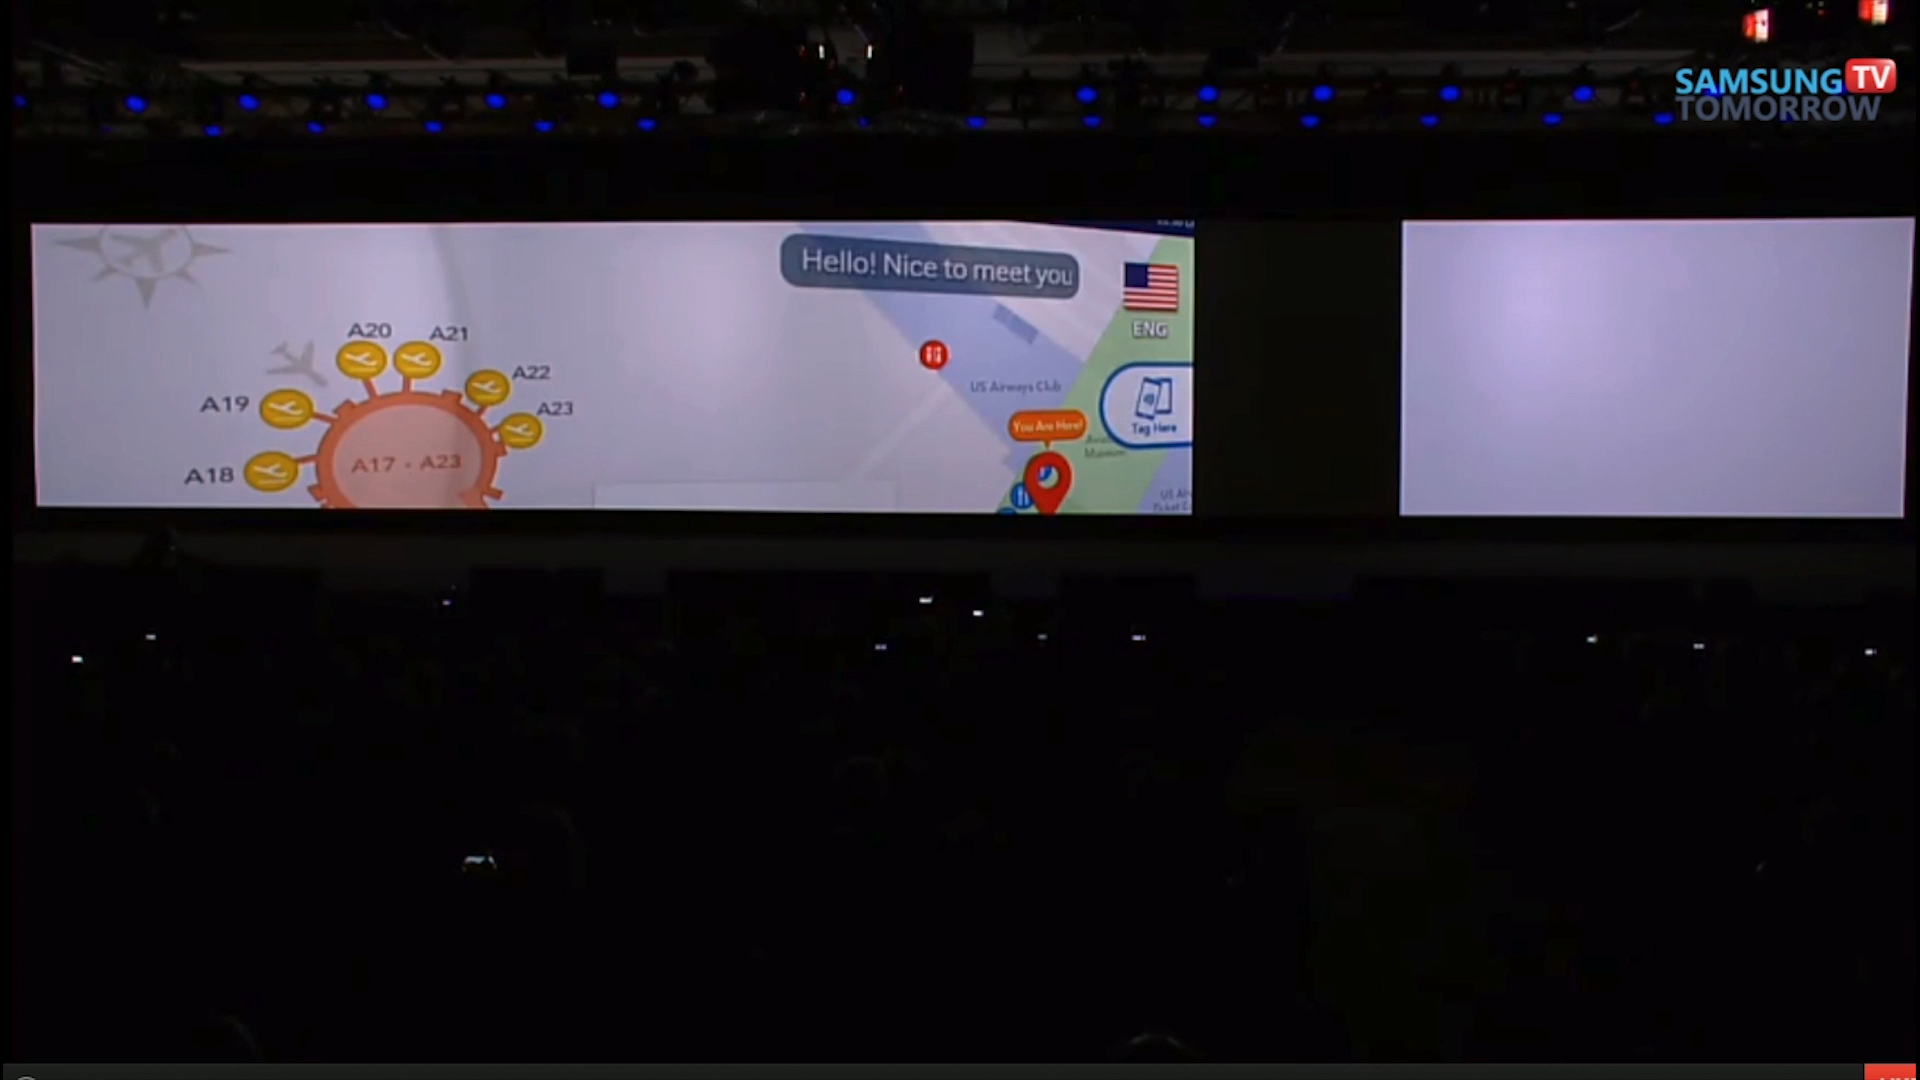 SAMSUNG TV
TOMORROW
Hello! Nice to meet you
ENG
A20
A21
A22
A23
A19
A18
A17 - A23
US Airways Club
You Are Here!
Tag Here
Museum